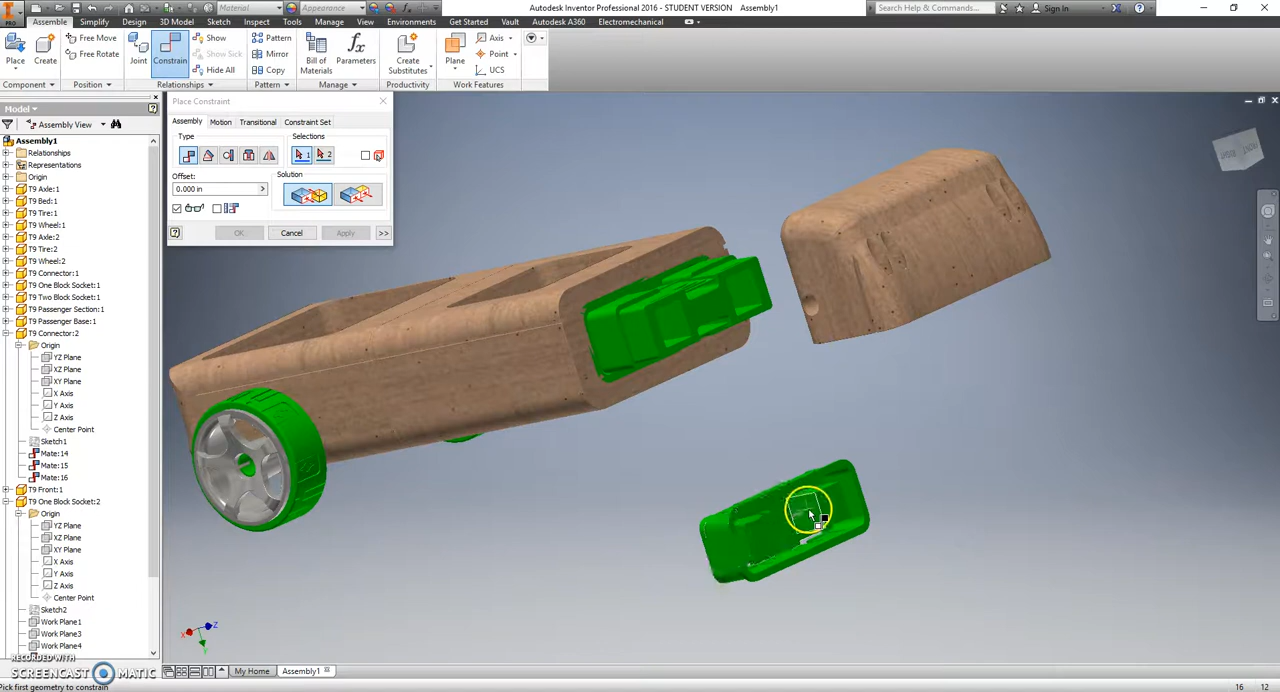 Material
Appearance
Autodesk Inventor Professional 2016 - STUDENT VERSION Assembly1
Search Help & Commands...
Sign In
PRO
Assemble Simplify Design 3D Model Sketch Inspect Tools Manage View Environments Get Started Vault Autodesk A360 Electromechanical
Place
Create
Free Move
Free Rotate
Joint
Constrain
Show
Show Sick
Hide All
Pattern
Mirror
Copy
Bill of
Materials
Parameters
Create
Substitutes
Plane
Axis
Point
UCS
Component
Position
Relationships
Pattern
Manage
Productivity
Work Features
Model
Assembly View
Assembly1
Relationships
Representations
Origin
T9 Axle:1
T9 Bed:1
T9 Tire:1
T9 Wheel:1
T9 Axle:2
T9 Tire:2
T9 Wheel:2
T9 Connector:1
T9 One Block Socket:1
T9 Two Block Socket:1
T9 Passenger Section:1
T9 Passenger Base:1
T9 Connector:2
Origin
YZ Plane
XZ Plane
XY Plane
X Axis
Y Axis
Z Axis
Center Point
Sketch1
Mate:14
Mate:15
Mate:16
T9 Front:1
T9 One Block Socket:2
Origin
YZ Plane
XZ Plane
XY Plane
X Axis
Y Axis
Z Axis
Center Point
Sketch2
Work Plane1
Work Plane3
Work Plane4
Place Constraint
Assembly Motion Transitional Constraint Set
Type
Selections
1
2
Offset:
0.000 in
Solution
OK
Cancel
Apply
>>
X
Y
Z
RECORDED WITH
SCREENCAST MATIC
My Home
Assembly1
Pick first geometry to constrain
16
12